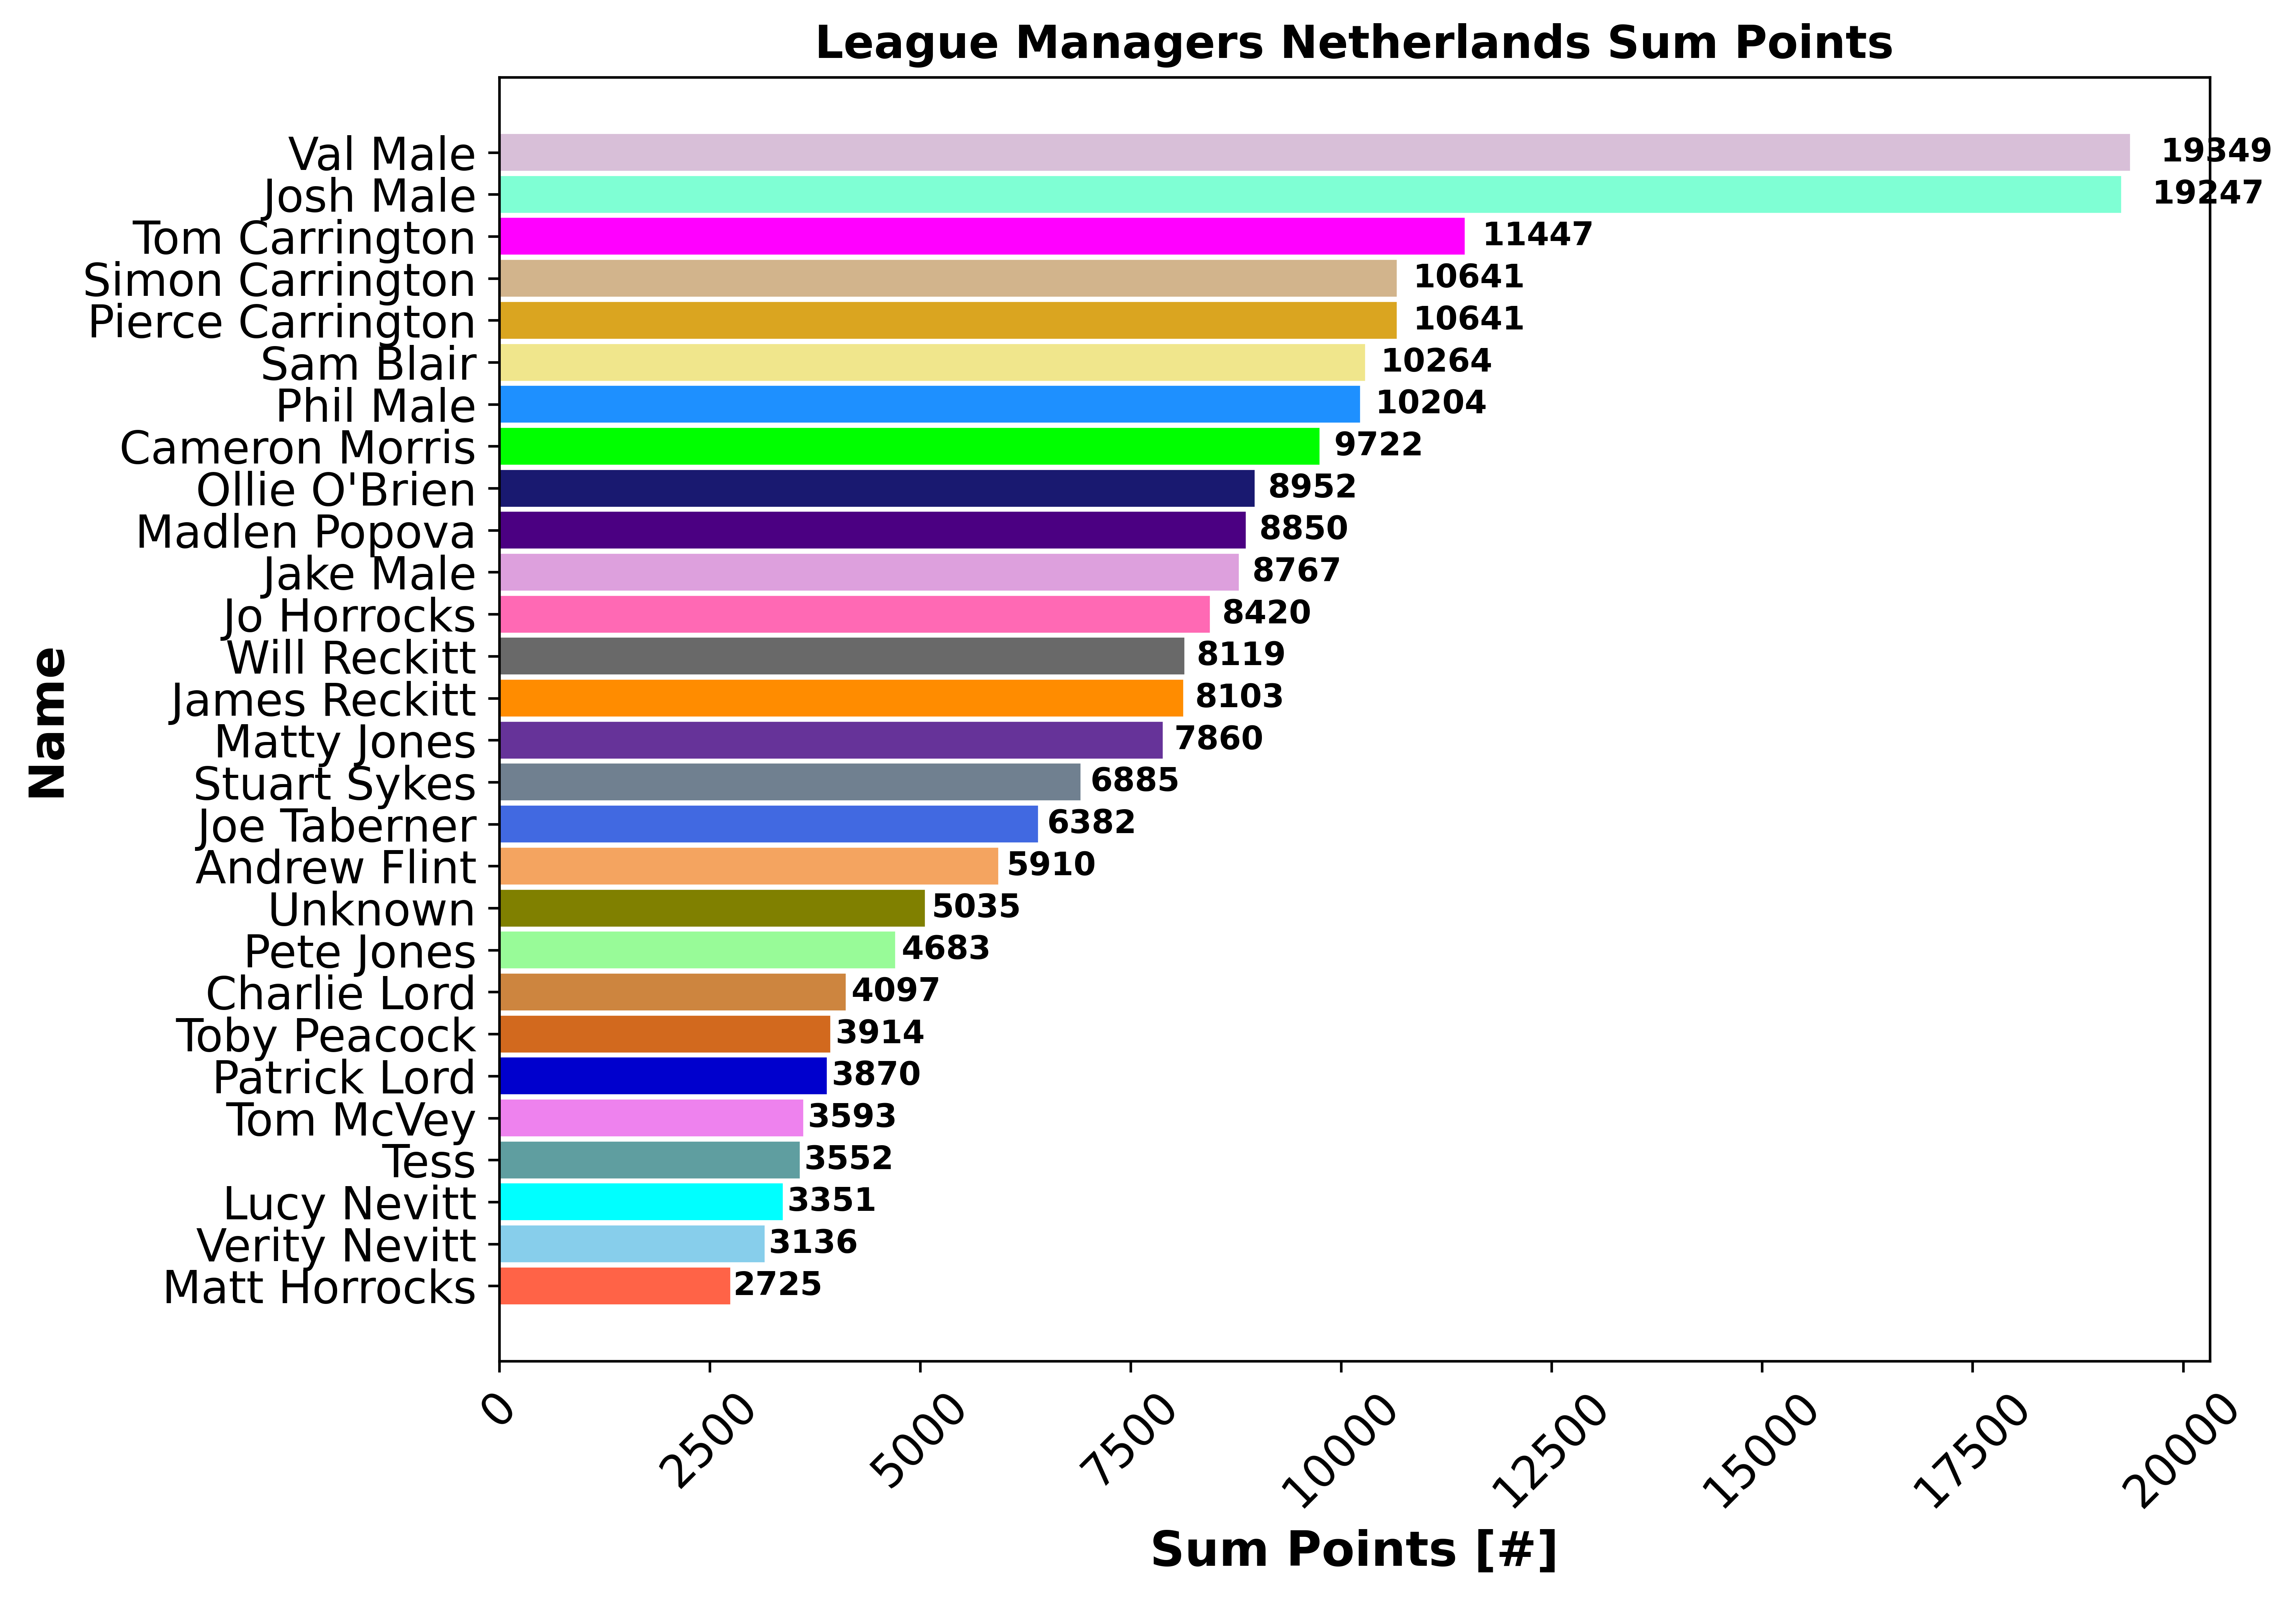 League Managers Netherlands Sum Points
Name
Val Male 19349
Josh Male 19247
Tom Carrington 11447
Simon Carrington 10641
Pierce Carrington 10641
Sam Blair 10264
Phil Male 10204
Cameron Morris 9722
Ollie O'Brien 8952
Madlen Popova 8850
Jake Male 8767
Jo Horrocks 8420
Will Reckitt 8119
James Reckitt 8103
Matty Jones 7860
Stuart Sykes 6885
Joe Taberner 6382
Andrew Flint 5910
Unknown 5035
Pete Jones 4683
Charlie Lord 4097
Toby Peacock 3914
Patrick Lord 3870
Tom McVey 3593
Tess 3552
Lucy Nevitt 3351
Verity Nevitt 3136
Matt Horrocks 2725
0 2500 5000 7500 10000 12500 15000 17500 20000
Sum Points [#]